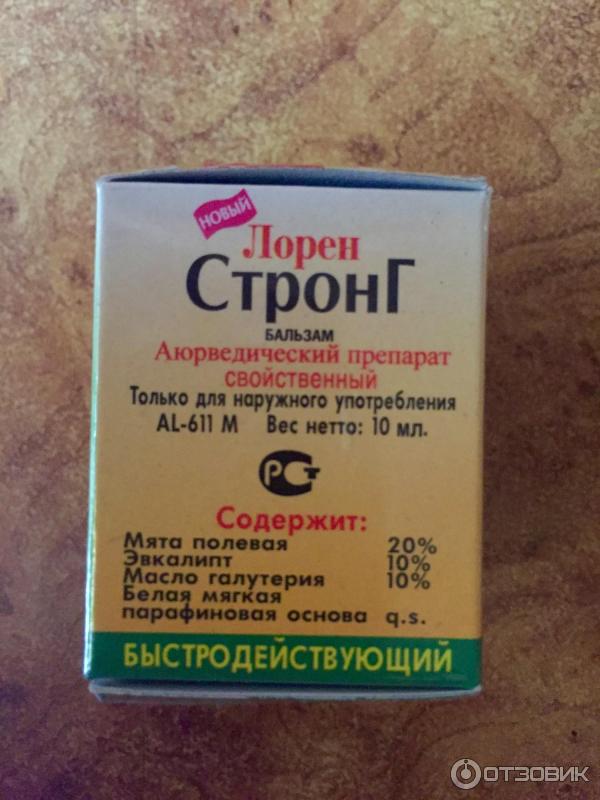 НОВЫЙ
Лорен
СтронГ
БАЛЬЗАМ
Аюрведический препарат
СВОЙСТВЕННЫЙ
Только для наружного употребления
AL-611 M Вес нетто: 10 мл.
РСТ
Содержит:
Мята полевая 20%
Эвкалипт 10%
Масло галутерия 10%
Белая мягкая
парафиновая основа q.s.
БЫСТРОДЕЙСТВУЮЩИЙ
ОТЗОВИК